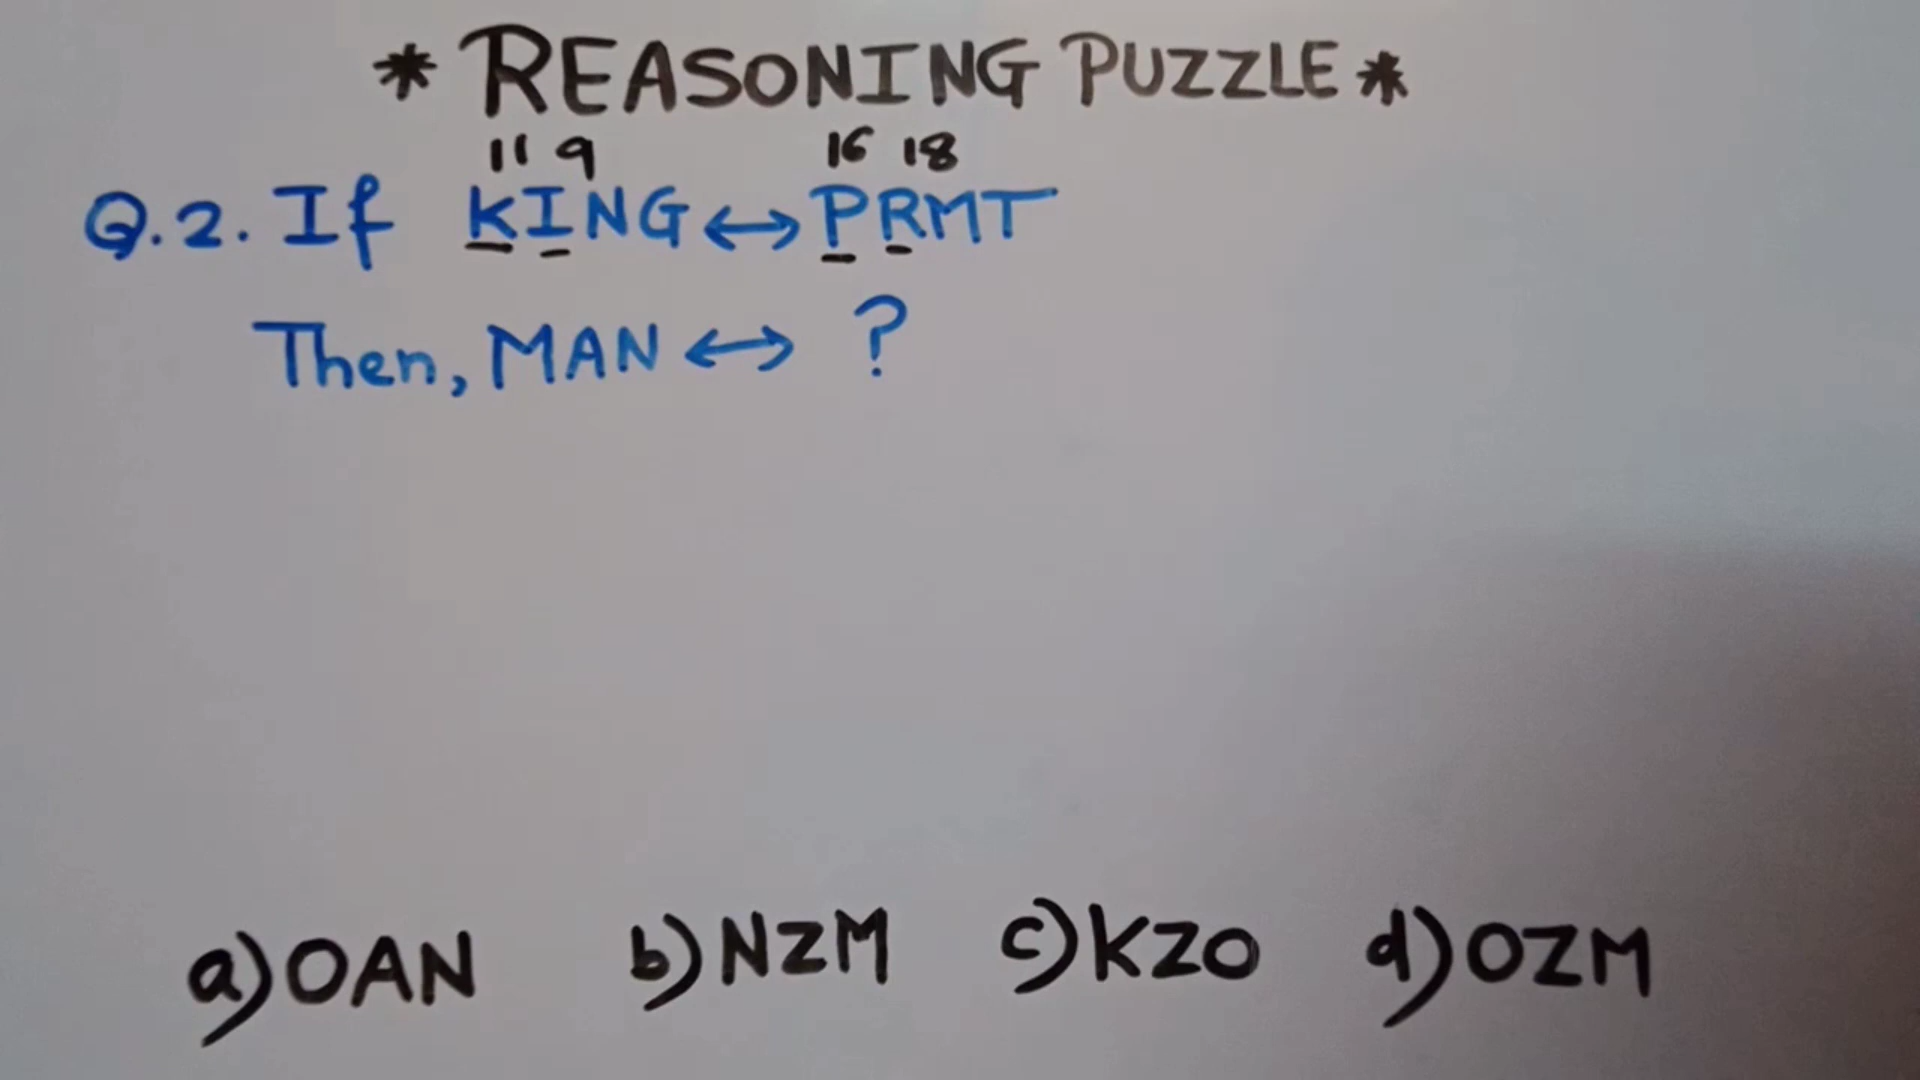 * REASONING PUZZLE *
11 9 16 18
Q.2. If KING ↔ PRMT
Then, MAN ↔ ?
a) OAN b) NZM c) KZO d) OZM